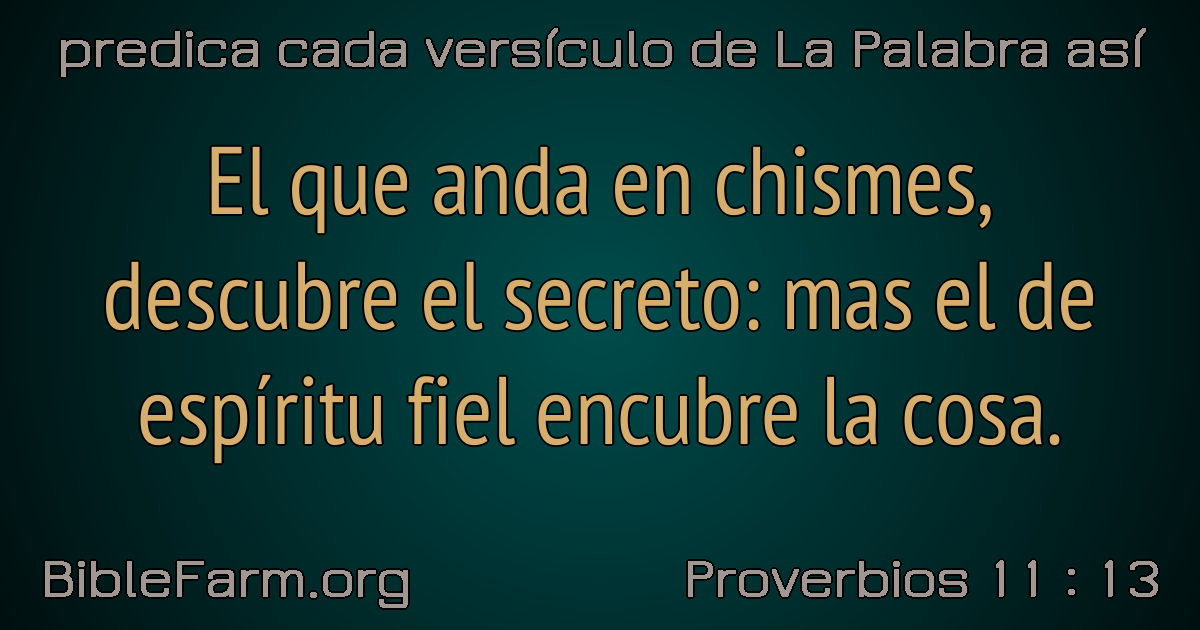 predica cada versículo de La Palabra así
El que anda en chismes,
descubre el secreto: mas el de
espíritu fiel encubre la cosa.
BibleFarm.org
Proverbios 11 : 13